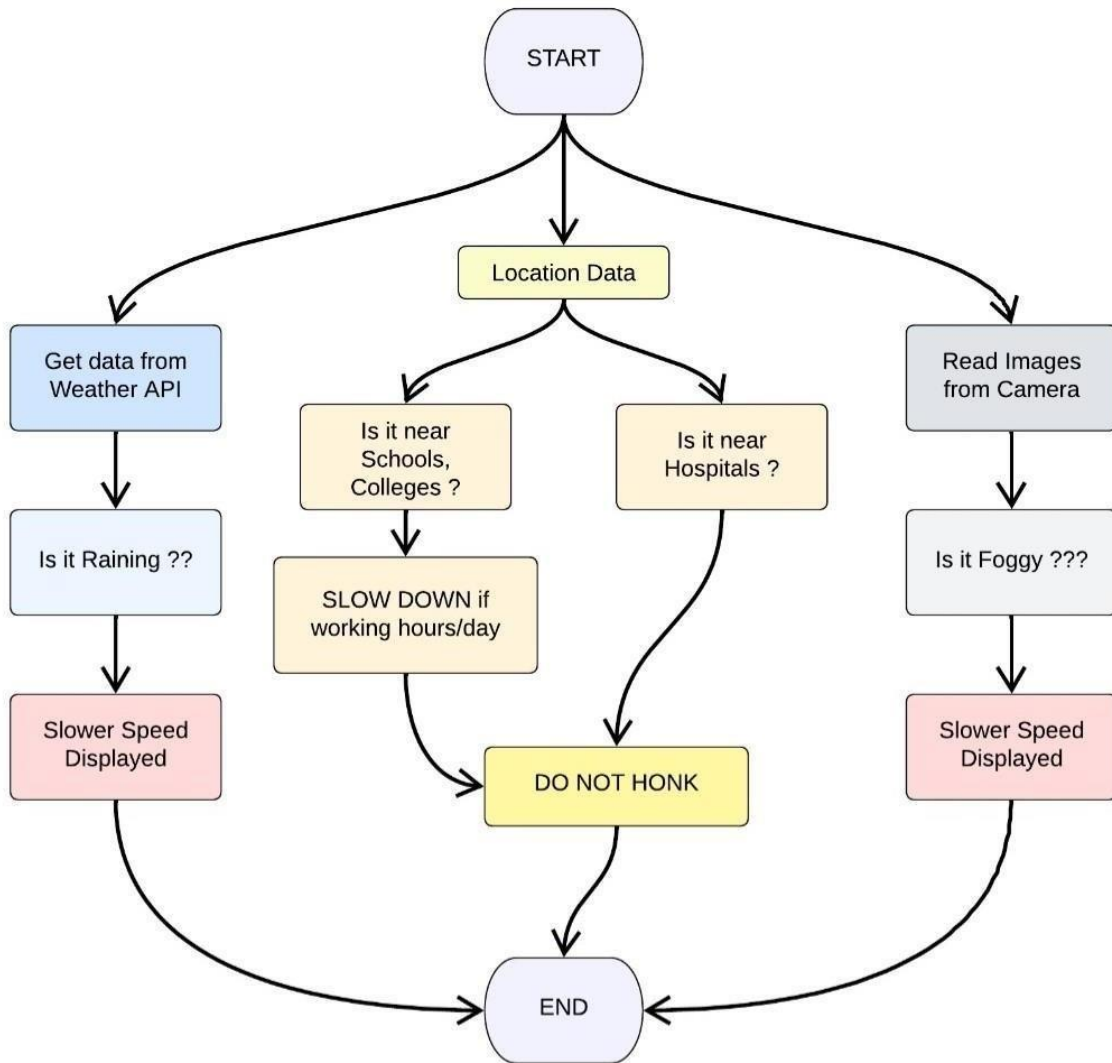 START
Location Data
Get data from
Weather API
Read Images
from Camera
Is it near
Schools,
Colleges ?
Is it near
Hospitals ?
Is it Raining ??
Is it Foggy ???
SLOW DOWN if
working hours/day
Slower Speed
Displayed
Slower Speed
Displayed
DO NOT HONK
END